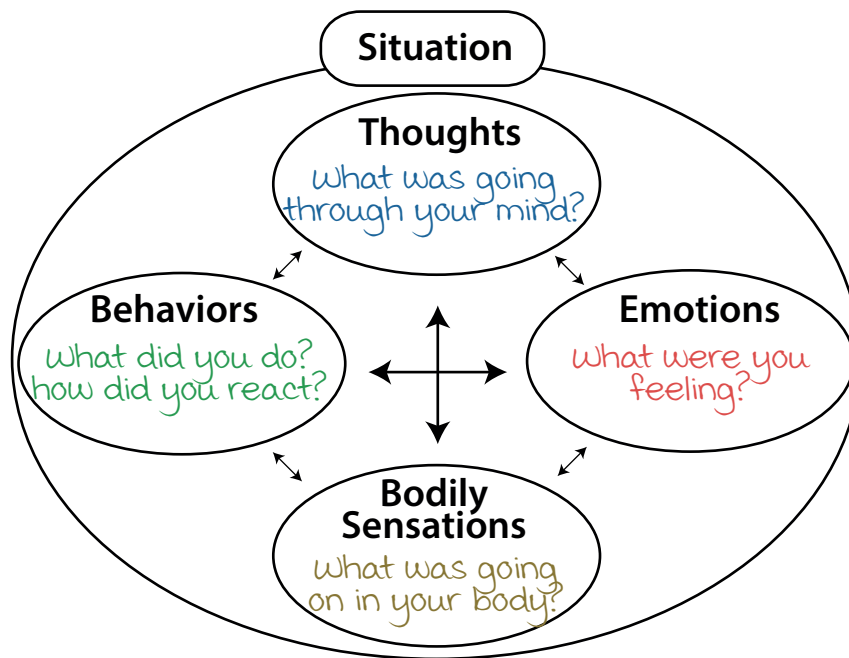 Situation
Thoughts
What was going
through your mind?
Behaviors
What did you do?
how did you react?
Emotions
What were you
feeling?
Bodily
Sensations
What was going
on in your body?